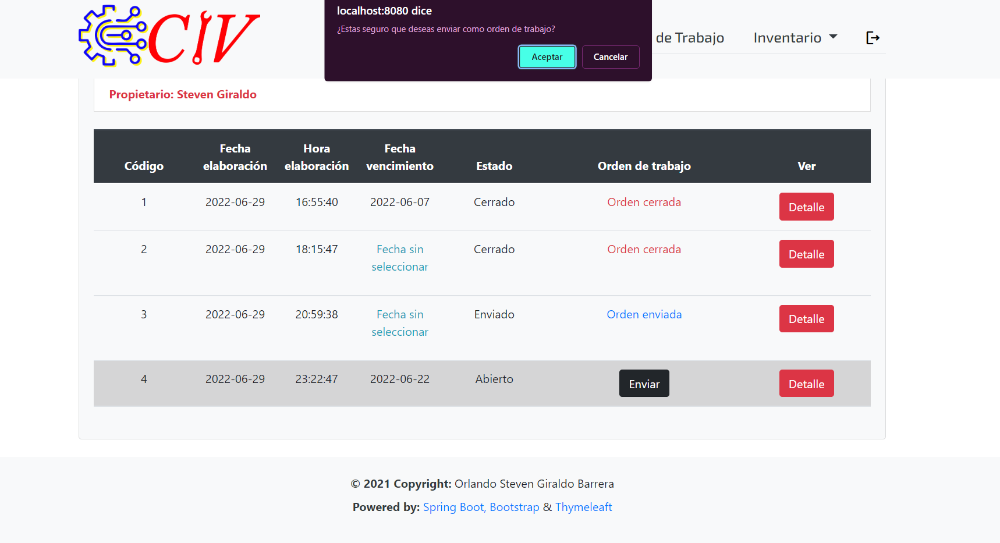 CIV
localhost:8080 dice
¿Estas seguro que deseas enviar como orden de trabajo?
Aceptar Cancelar
de Trabajo Inventario
Propietario: Steven Giraldo
Código Fecha elaboración Hora elaboración Fecha vencimiento Estado Orden de trabajo Ver
1 2022-06-29 16:55:40 2022-06-07 Cerrado Orden cerrada Detalle
2 2022-06-29 18:15:47 Fecha sin seleccionar Cerrado Orden cerrada Detalle
3 2022-06-29 20:59:38 Fecha sin seleccionar Enviado Orden enviada Detalle
4 2022-06-29 23:22:47 2022-06-22 Abierto Enviar Detalle
© 2021 Copyright: Orlando Steven Giraldo Barrera
Powered by: Spring Boot, Bootstrap & Thymeleaft